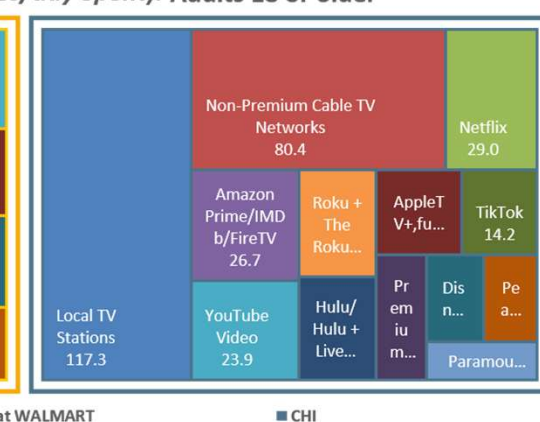 Adults 18 or older
Non-Premium Cable TV
Networks
80.4
Netflix
29.0
Amazon
Prime/IMD
b/FireTV
26.7
Roku +
The
Roku...
AppleT
V+,fu...
TikTok
14.2
Local TV
Stations
117.3
YouTube
Video
23.9
Hulu/
Hulu +
Live...
Pr
em
iu
m...
Dis
n...
Pe
a...
Paramou...
at WALMART
CHI